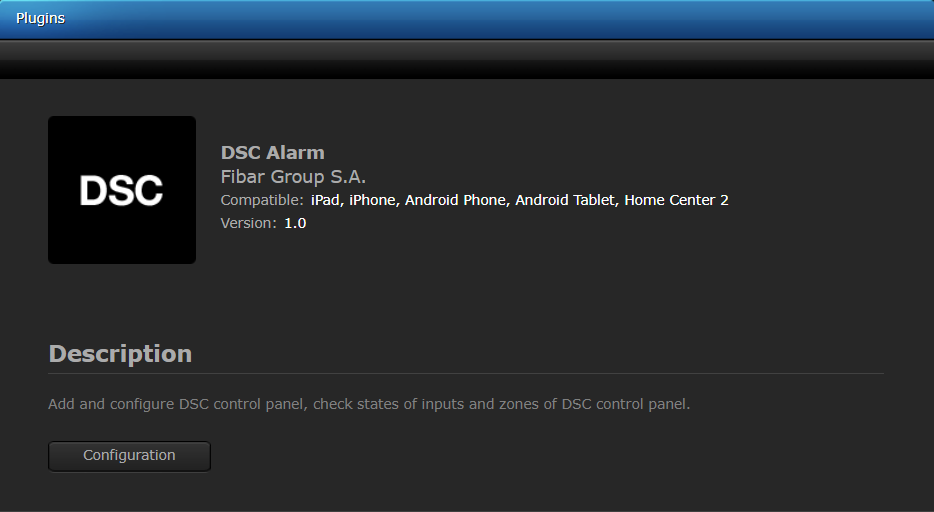 Plugins
DSC
DSC Alarm
Fibar Group S.A.
Compatible: iPad, iPhone, Android Phone, Android Tablet, Home Center 2
Version: 1.0
Description
Add and configure DSC control panel, check states of inputs and zones of DSC control panel.
Configuration